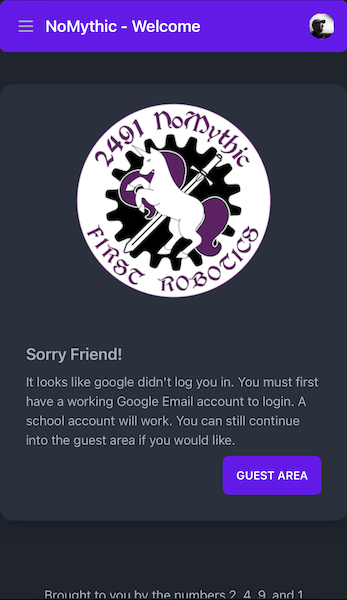 NoMythic - Welcome
2491 NoMythic
FIRST ROBOTICS
Sorry Friend!
It looks like google didn't log you in. You must first
have a working Google Email account to login. A
school account will work. You can still continue
into the guest area if you would like.
GUEST AREA
Brought to you by the numbers 2, 4, 9, and 1